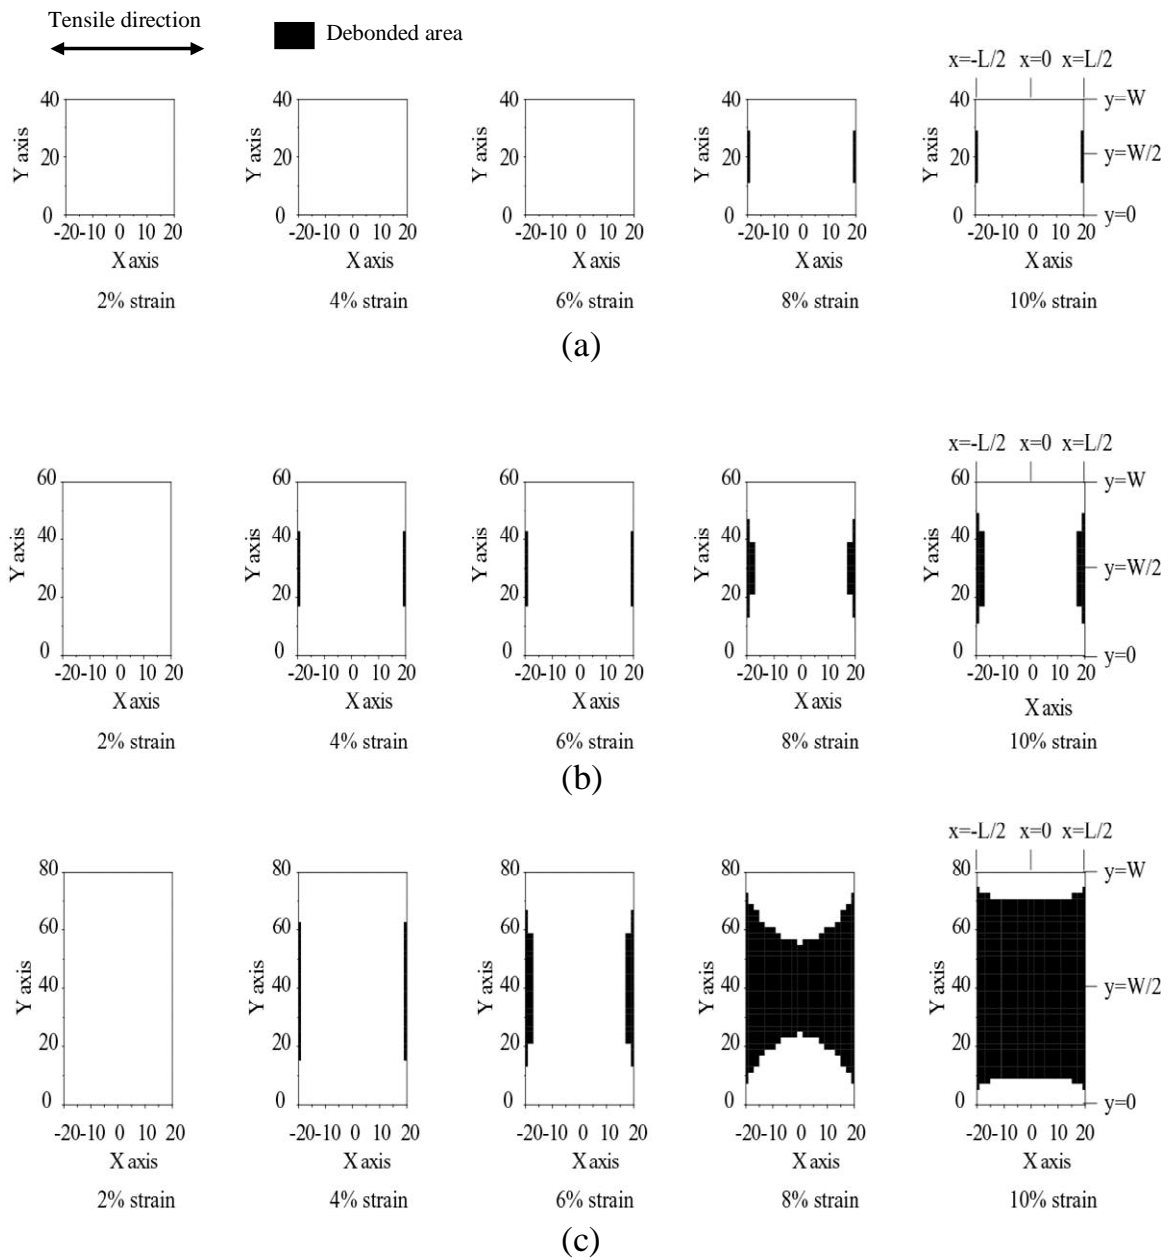 Tensile direction
Debonded area
x=-L/2 x=0 x=L/2
40 40 40 40 40 y=W
Y axis Y axis Y axis Y axis Y axis
20 20 20 20 20 y=W/2
0 0 0 0 0 y=0
-20-10 0 10 20 -20-10 0 10 20 -20-10 0 10 20 -20-10 0 10 20 -20-10 0 10 20
X axis X axis X axis X axis X axis
2% strain 4% strain 6% strain 8% strain 10% strain
(a)
x=-L/2 x=0 x=L/2
60 60 60 60 60 y=W
40 40 40 40 40
Y axis Y axis Y axis Y axis Y axis
y=W/2
20 20 20 20 20
0 0 0 0 0 y=0
-20-10 0 10 20 -20-10 0 10 20 -20-10 0 10 20 -20-10 0 10 20 -20-10 0 10 20
X axis X axis X axis X axis X axis
2% strain 4% strain 6% strain 8% strain 10% strain
(b)
x=-L/2 x=0 x=L/2
80 80 80 80 80 y=W
60 60 60 60 60
Y axis Y axis Y axis Y axis Y axis
40 40 40 40 40 y=W/2
20 20 20 20 20
0 0 0 0 0 y=0
-20-10 0 10 20 -20-10 0 10 20 -20-10 0 10 20 -20-10 0 10 20 -20-10 0 10 20
X axis X axis X axis X axis X axis
2% strain 4% strain 6% strain 8% strain 10% strain
(c)